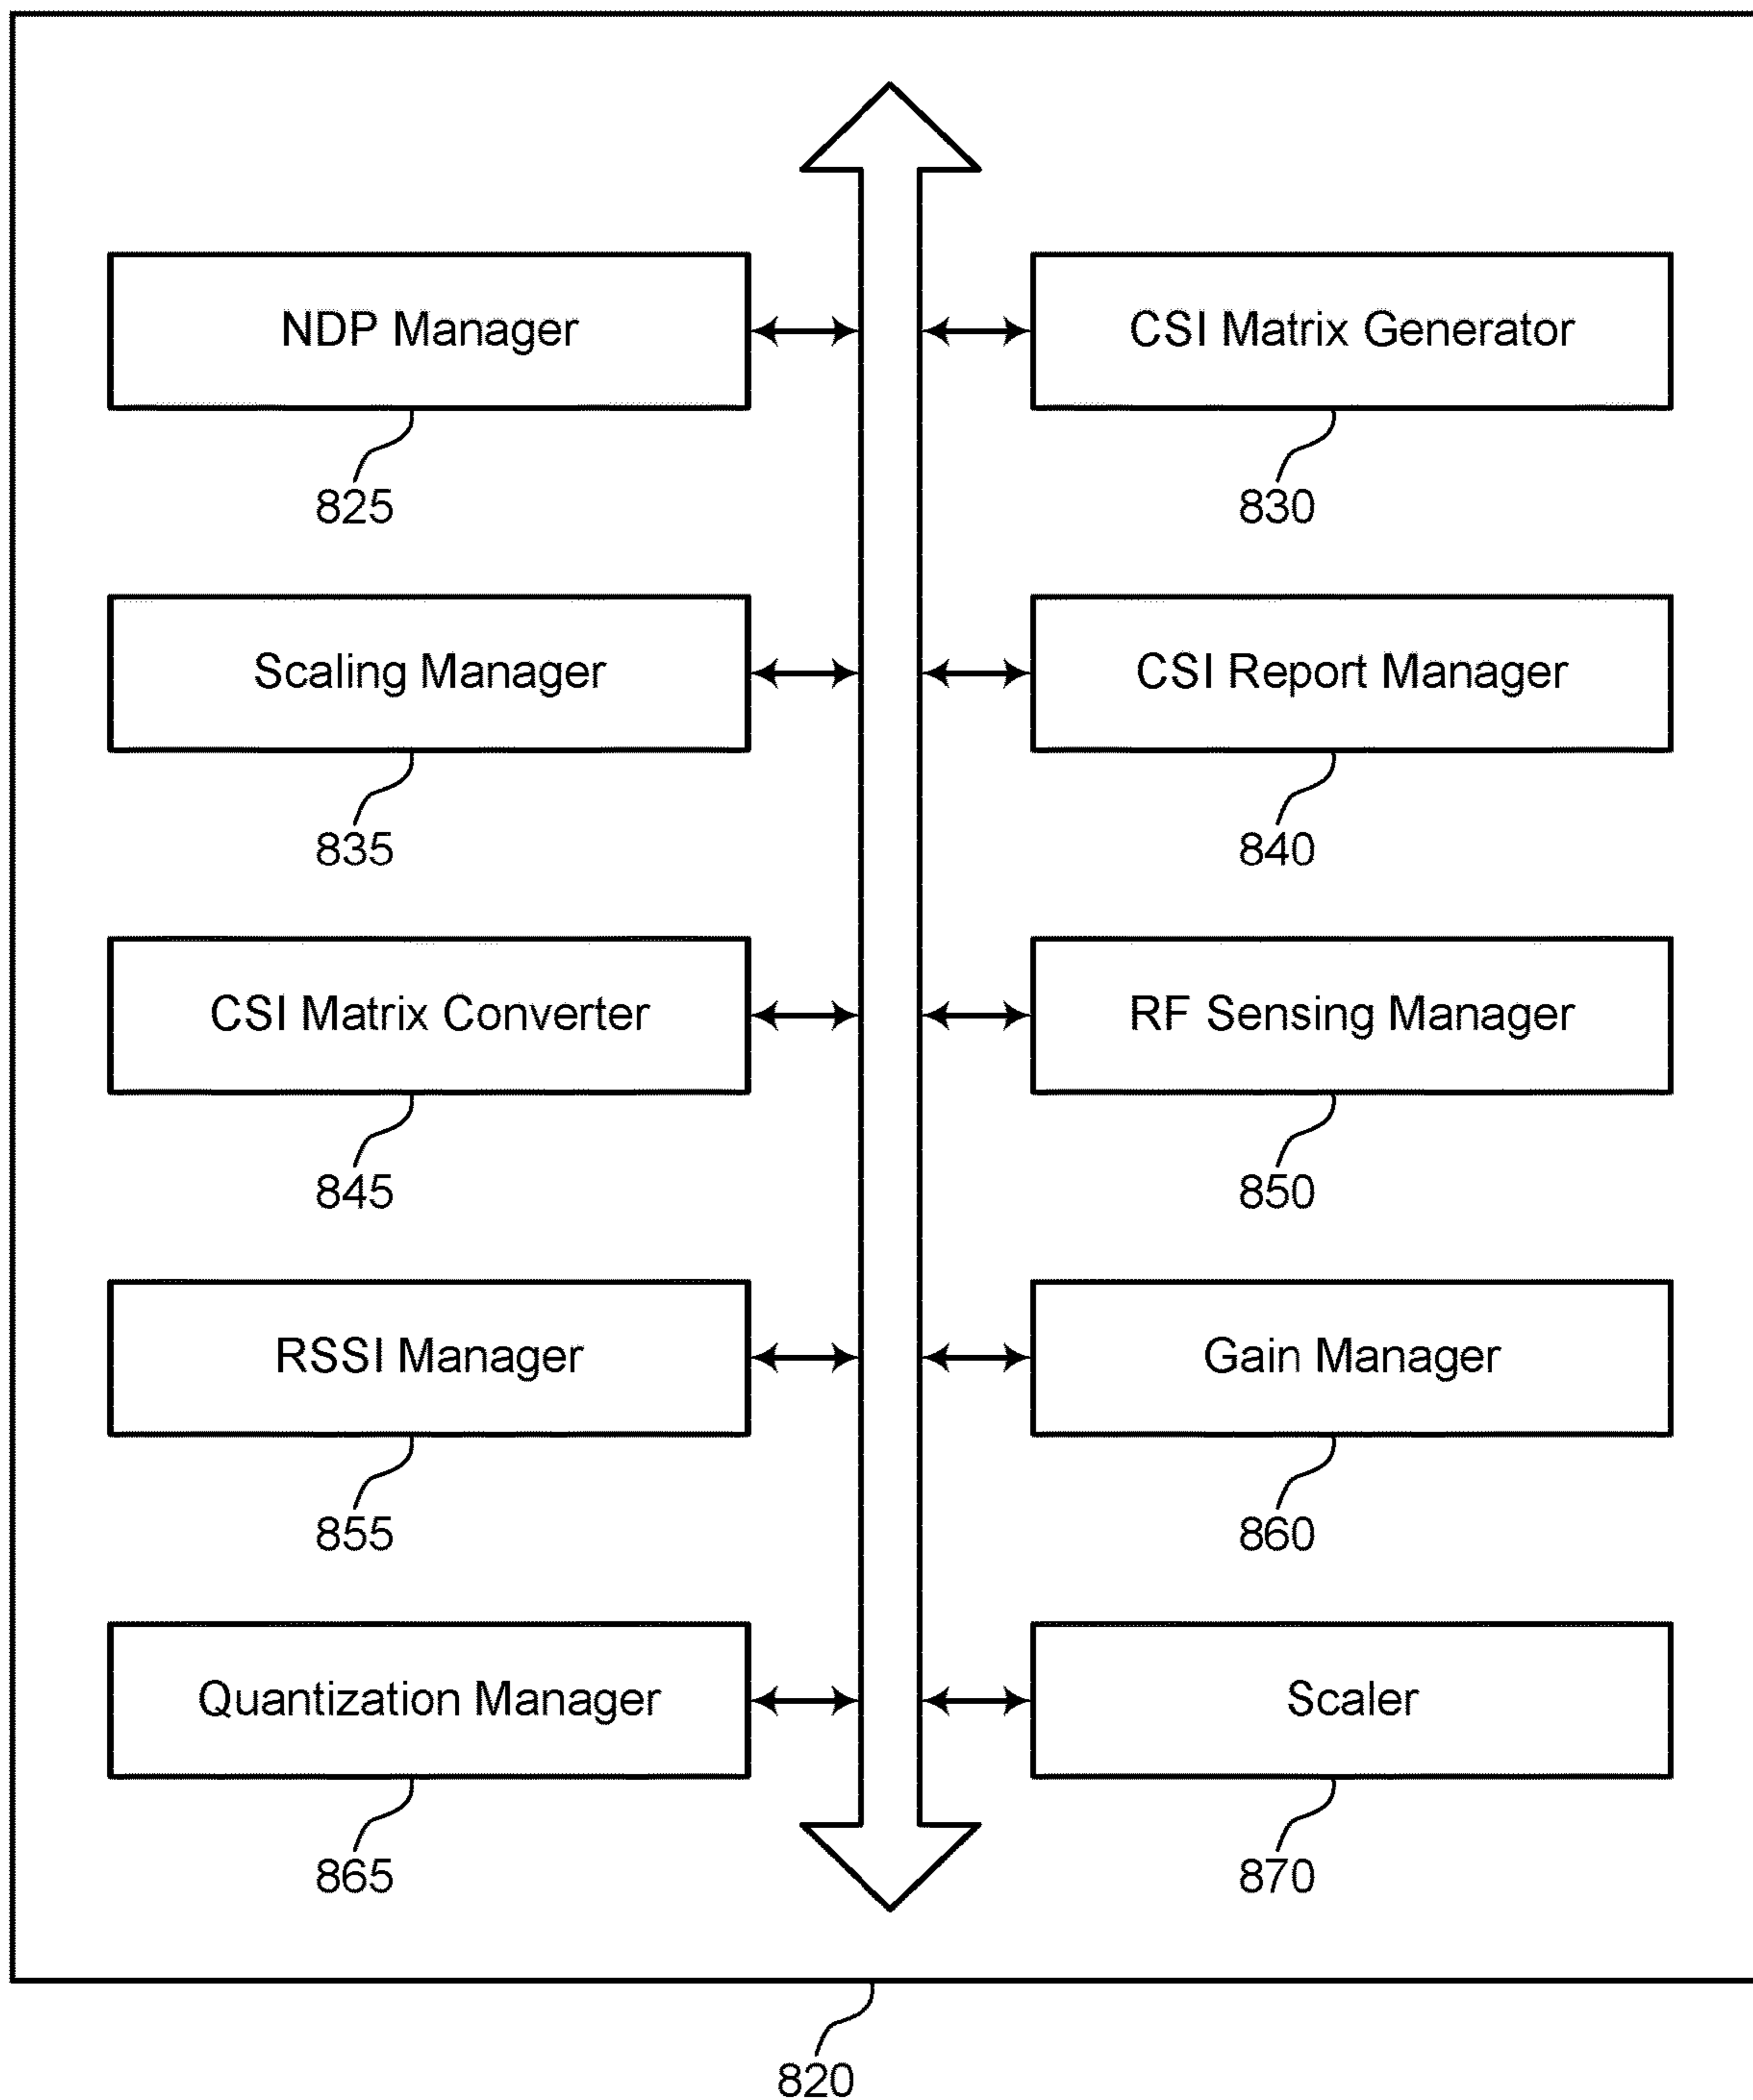 NDP Manager
CSI Matrix Generator
825
830
Scaling Manager
CSI Report Manager
835
840
CSI Matrix Converter
RF Sensing Manager
845
850
RSSI Manager
Gain Manager
855
860
Quantization Manager
Scaler
865
870
820